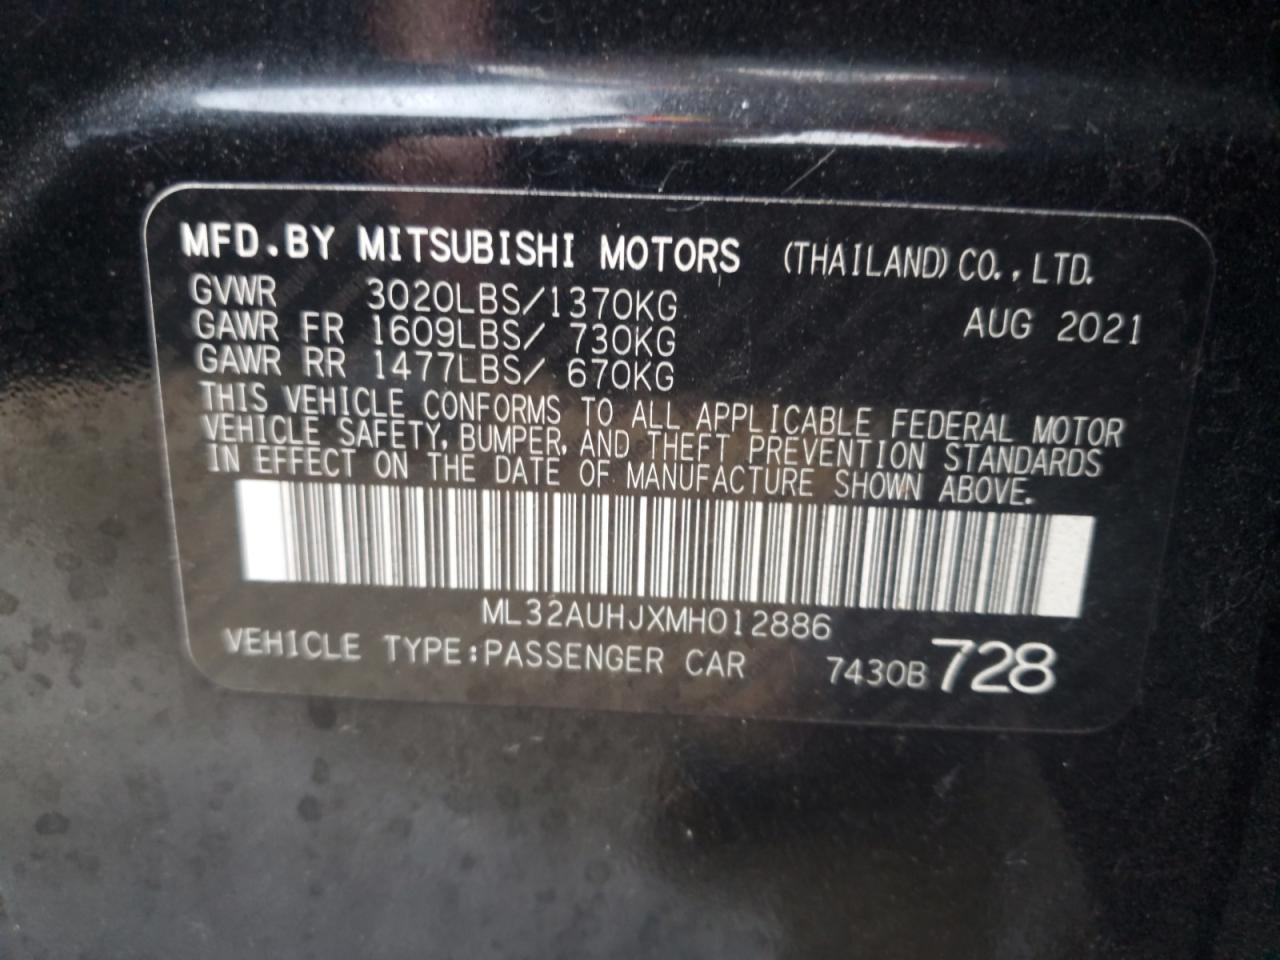 MFD.BY MITSUBISHI MOTORS (THAILAND) CO., LTD.
GVWR 3020LBS/1370KG
AUG 2021
GAWR FR 1609LBS/ 730KG
GAWR RR 1477LBS/ 670KG
THIS VEHICLE CONFORMS TO ALL APPLICABLE FEDERAL MOTOR
VEHICLE SAFETY, BUMPER, AND THEFT PREVENTION STANDARDS
IN EFFECT ON THE DATE OF MANUFACTURE SHOWN ABOVE.
ML32AUHJXMH012886
VEHICLE TYPE:PASSENGER CAR 7430B 728